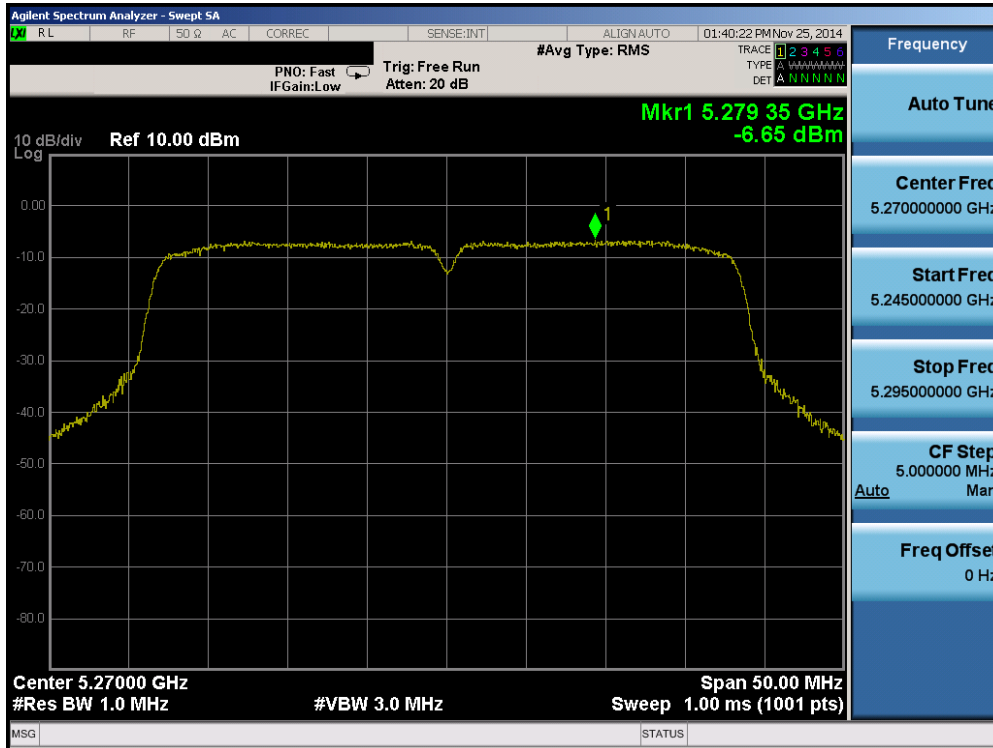 Agilent Spectrum Analyzer - Swept SA
LXI RL RF 50 Ω AC CORREC SENSE:INT ALIGN AUTO 01:40:22 PM Nov 25, 2014
#Avg Type: RMS TRACE 1 2 3 4 5 6
PNO: Fast Trig: Free Run TYPE A WWWWW
IFGain:Low Atten: 20 dB DET A N N N N N
Mkr1 5.279 35 GHz
-6.65 dBm
10 dB/div Ref 10.00 dBm
Log
0.00
1
-10.0
-20.0
-30.0
-40.0
-50.0
-60.0
-70.0
-80.0
Center 5.27000 GHz Span 50.00 MHz
#Res BW 1.0 MHz #VBW 3.0 MHz Sweep 1.00 ms (1001 pts)
MSG STATUS
Frequency
Auto Tune
Center Freq
5.270000000 GHz
Start Freq
5.245000000 GHz
Stop Freq
5.295000000 GHz
CF Step
5.000000 MHz
Auto Man
Freq Offset
0 Hz